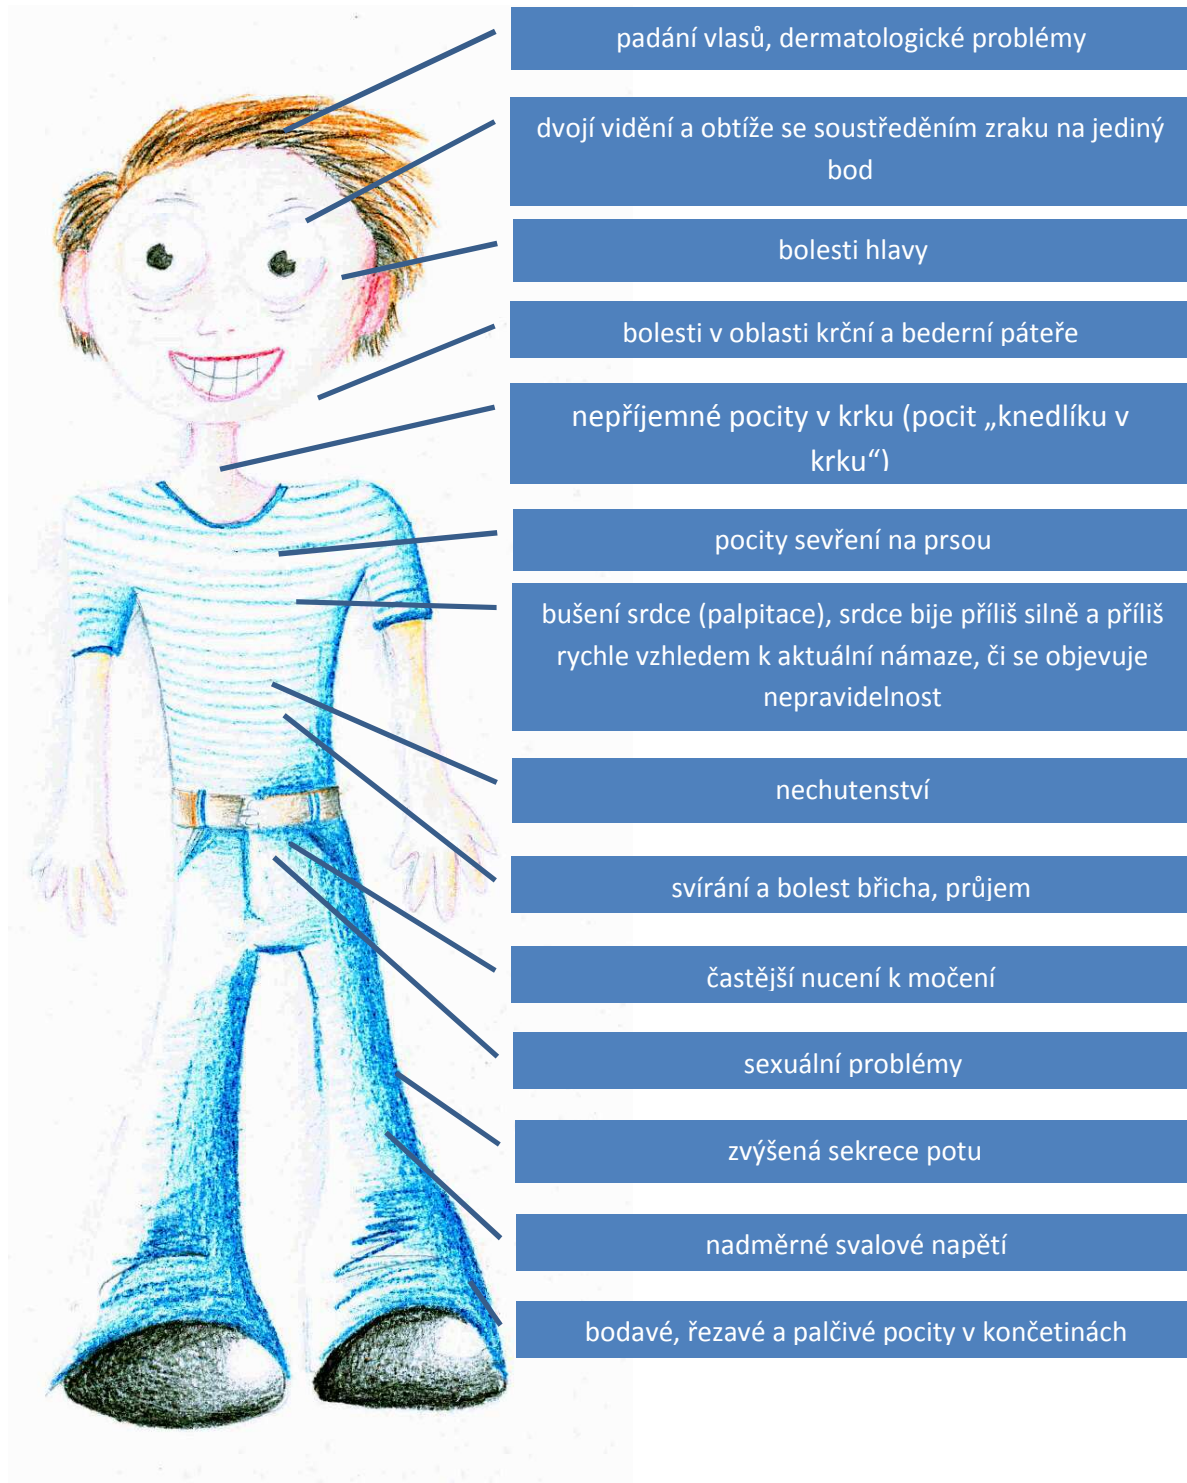 padání vlasů, dermatologické problémy
dvojí vidění a obtíže se soustředěním zraku na jediný
bod
bolesti hlavy
bolesti v oblasti krční a bederní páteře
nepříjemné pocity v krku (pocit „knedlíku v
krku“)
pocity sevření na prsou
bušení srdce (palpitace), srdce bije příliš silně a příliš
rychle vzhledem k aktuální námaze, či se objevuje
nepravidelnost
nechutenství
svírání a bolest břicha, průjem
častější nucení k močení
sexuální problémy
zvýšená sekrece potu
nadměrné svalové napětí
bodavé, řezavé a palčivé pocity v končetinách